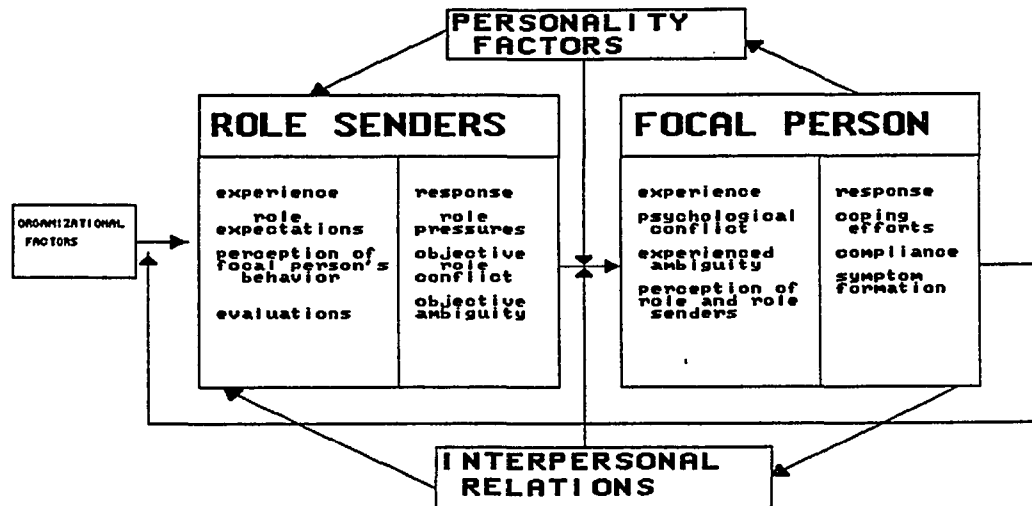 PERSONALITY
FACTORS
ROLE SENDERS
experience
role
expectations
perception of
focal person's
behavior
evaluations
response
role
pressures
objective
role
conflict
objective
ambiguity
FOCAL PERSON
experience
psychological
conflict
experienced
ambiguity
perception of
role and role
senders
response
coping
efforts
compliance
symptom
formation
ORGANIZATIONAL
FACTORS
INTERPERSONAL
RELATIONS